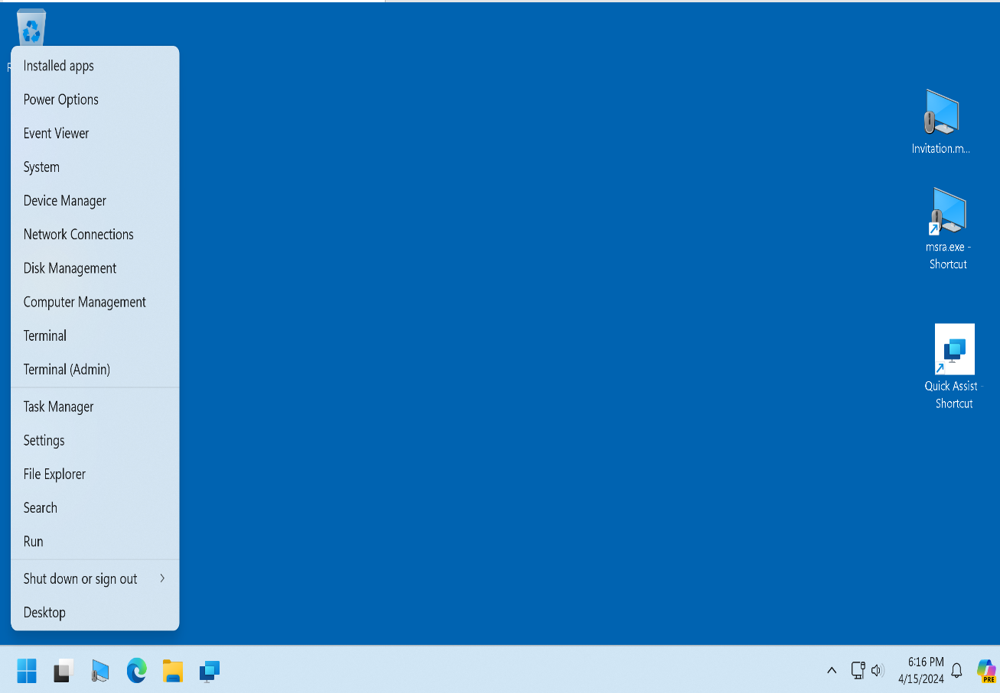 Installed apps
Power Options
Event Viewer
System
Device Manager
Network Connections
Disk Management
Computer Management
Terminal
Terminal (Admin)
Task Manager
Settings
File Explorer
Search
Run
Shut down or sign out
Desktop
Invitation.m...
msra.exe -
Shortcut
Quick Assist -
Shortcut
6:16 PM
4/15/2024
PRE